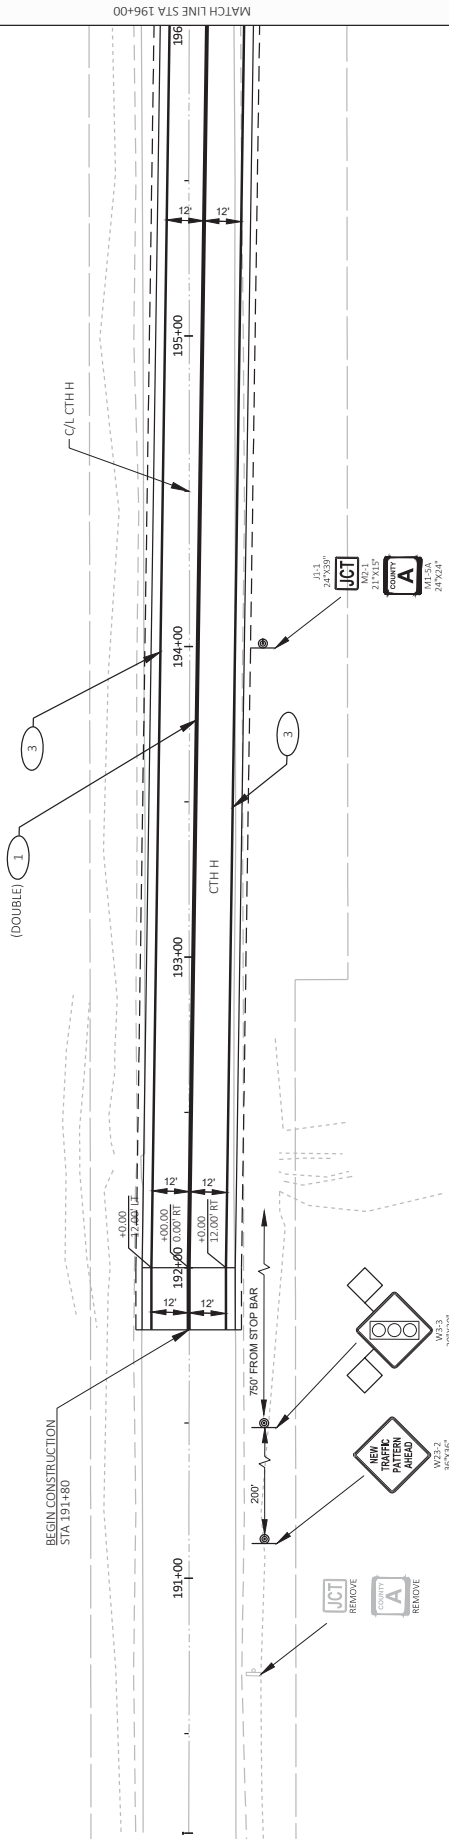 MATCH LINE STA 196+00
196
12'
12'
195+00
C/L CTH H
J1-1
24"X39"
JCT
M2-1
21"X15"
COUNTY
A
M1-5A
24"X24"
194+00
3
3
1
(DOUBLE)
CTH H
193+00
12'
12'
+0.00
12.00' LT
+00.00
0.00' RT
+0.00
12.00' RT
192+00
12'
12'
BEGIN CONSTRUCTION
STA 191+80
750' FROM STOP BAR
W3-3
200'
NEW
TRAFFIC
PATTERN
AHEAD
W23-2
36"X36"
191+00
JCT
REMOVE
COUNTY
A
REMOVE